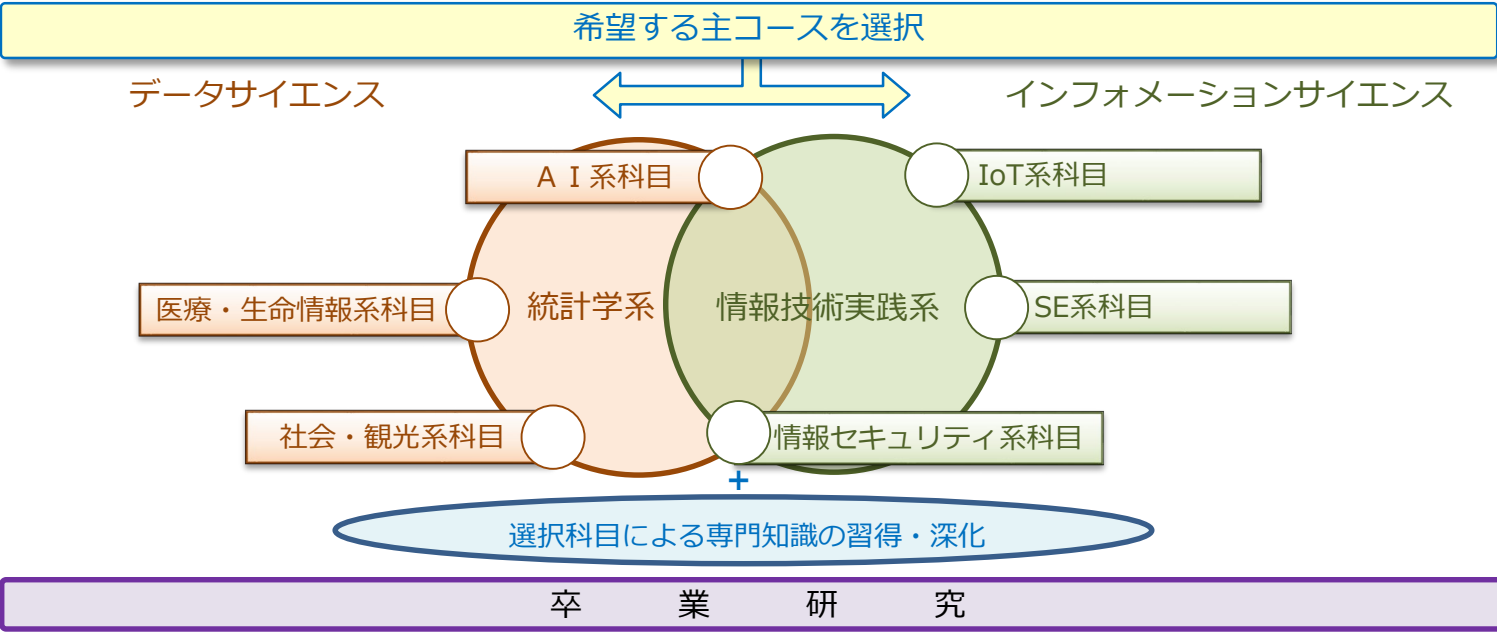 希望する主コースを選択
データサイエンス
インフォメーションサイエンス
ＡＩ系科目
IoT系科目
医療・生命情報系科目
統計学系
情報技術実践系
SE系科目
社会・観光系科目
情報セキュリティ系科目
+
選択科目による専門知識の習得・深化
卒 業 研 究